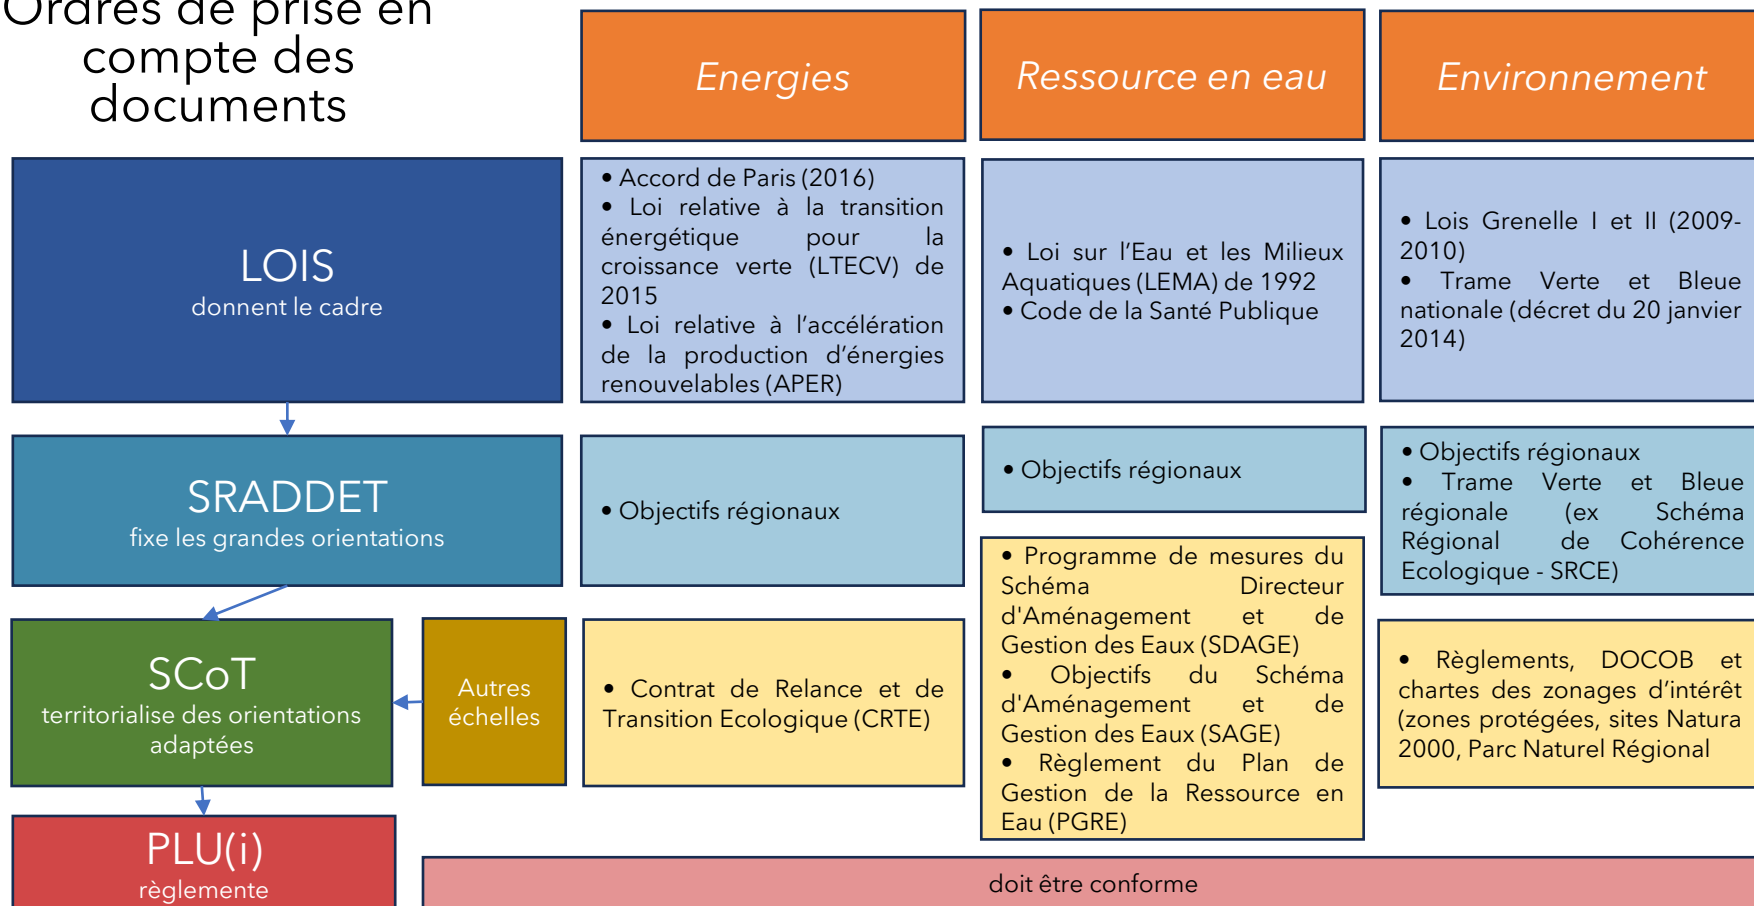 Ordres de prise en
compte des
documents
Energies
Ressource en eau
Environnement
LOIS
donnent le cadre
• Accord de Paris (2016)
• Loi relative à la transition
énergétique pour la
croissance verte (LTECV) de
2015
• Loi relative à l’accélération
de la production d’énergies
renouvelables (APER)
• Loi sur l’Eau et les Milieux
Aquatiques (LEMA) de 1992
• Code de la Santé Publique
• Lois Grenelle I et II (2009-
2010)
• Trame Verte et Bleue
nationale (décret du 20 janvier
2014)
SRADDET
fixe les grandes orientations
• Objectifs régionaux
• Objectifs régionaux
• Objectifs régionaux
• Trame Verte et Bleue
régionale (ex Schéma
Régional de Cohérence
Ecologique - SRCE)
SCoT
territorialise des orientations
adaptées
Autres
échelles
• Contrat de Relance et de
Transition Ecologique (CRTE)
• Programme de mesures du
Schéma Directeur
d'Aménagement et de
Gestion des Eaux (SDAGE)
• Objectifs du Schéma
d'Aménagement et de
Gestion des Eaux (SAGE)
• Règlement du Plan de
Gestion de la Ressource en
Eau (PGRE)
• Règlements, DOCOB et
chartes des zonages d’intérêt
(zones protégées, sites Natura
2000, Parc Naturel Régional
PLU(i)
règlemente
doit être conforme